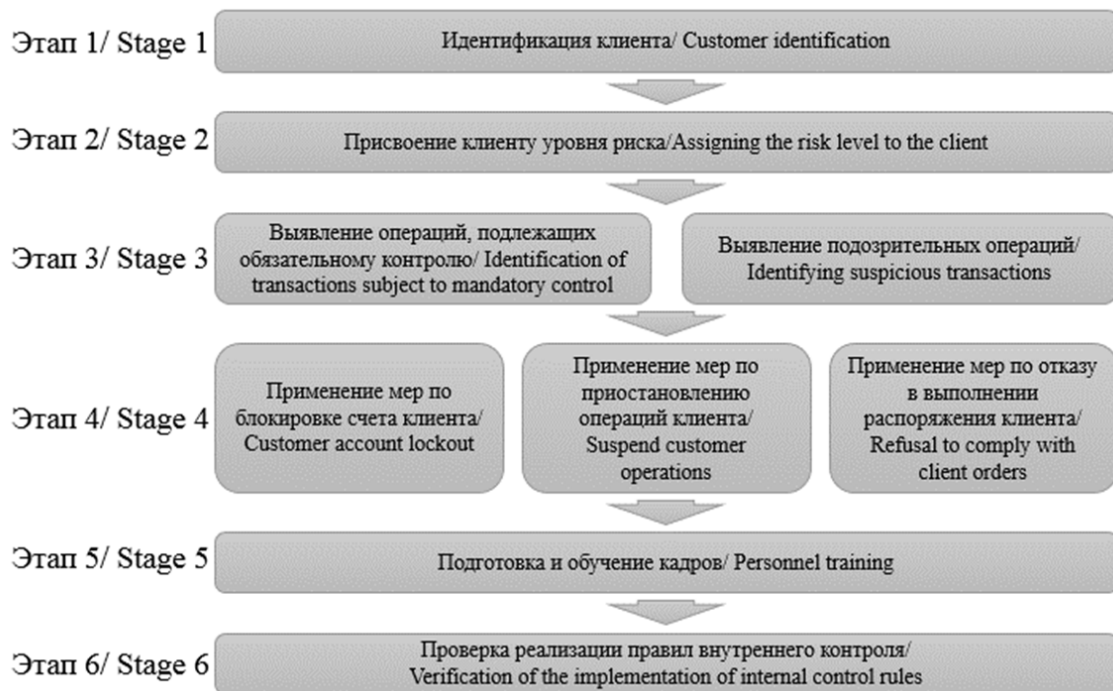 Этап 1/ Stage 1
Идентификация клиента/ Customer identification
Этап 2/ Stage 2
Присвоение клиенту уровня риска/Assigning the risk level to the client
Этап 3/ Stage 3
Выявление операций, подлежащих
обязательному контролю/ Identification of
transactions subject to mandatory control
Выявление подозрительных операций/
Identifying suspicious transactions
Этап 4/ Stage 4
Применение мер по
блокировке счета клиента/
Customer account lockout
Применение мер по
приостановлению
операций клиента/
Suspend customer
operations
Применение мер по отказу
в выполнении
распоряжения клиента/
Refusal to comply with
client orders
Этап 5/ Stage 5
Подготовка и обучение кадров/ Personnel training
Этап 6/ Stage 6
Проверка реализации правил внутреннего контроля/
Verification of the implementation of internal control rules